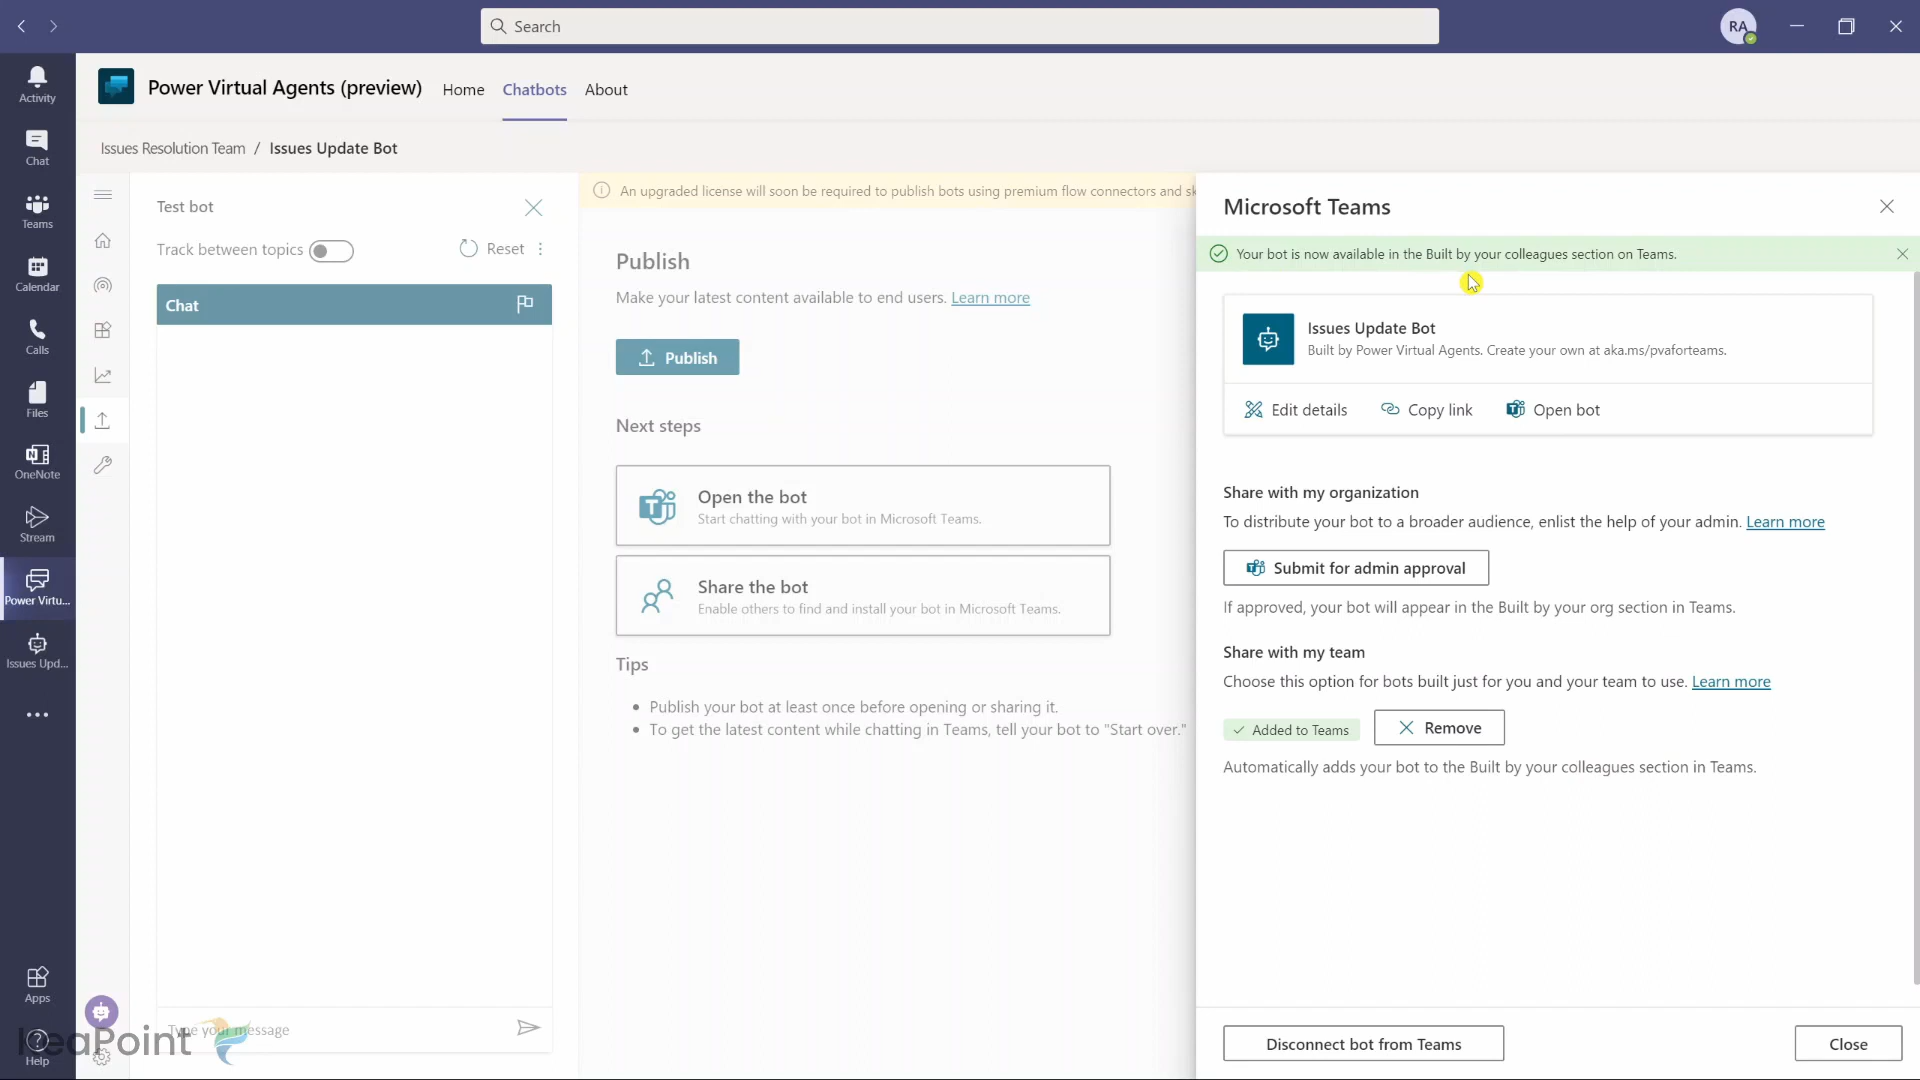 Search
RA
Activity
Chat
Teams
Calendar
Calls
Files
OneNote
Stream
Power Virtu...
Issues Upd...
Apps
Help
Power Virtual Agents (preview)
Home
Chatbots
About
Issues Resolution Team / Issues Update Bot
Test bot
Track between topics
Reset
Chat
Type your message
An upgraded license will soon be required to publish bots using premium flow connectors and sk
Publish
Make your latest content available to end users. Learn more
Publish
Next steps
Open the bot
Start chatting with your bot in Microsoft Teams.
Share the bot
Enable others to find and install your bot in Microsoft Teams.
Tips
Publish your bot at least once before opening or sharing it.
To get the latest content while chatting in Teams, tell your bot to "Start over."
Microsoft Teams
Your bot is now available in the Built by your colleagues section on Teams.
Issues Update Bot
Built by Power Virtual Agents. Create your own at aka.ms/pvaforteams.
Edit details
Copy link
Open bot
Share with my organization
To distribute your bot to a broader audience, enlist the help of your admin. Learn more
Submit for admin approval
If approved, your bot will appear in the Built by your org section in Teams.
Share with my team
Choose this option for bots built just for you and your team to use. Learn more
Added to Teams
Remove
Automatically adds your bot to the Built by your colleagues section in Teams.
Disconnect bot from Teams
Close